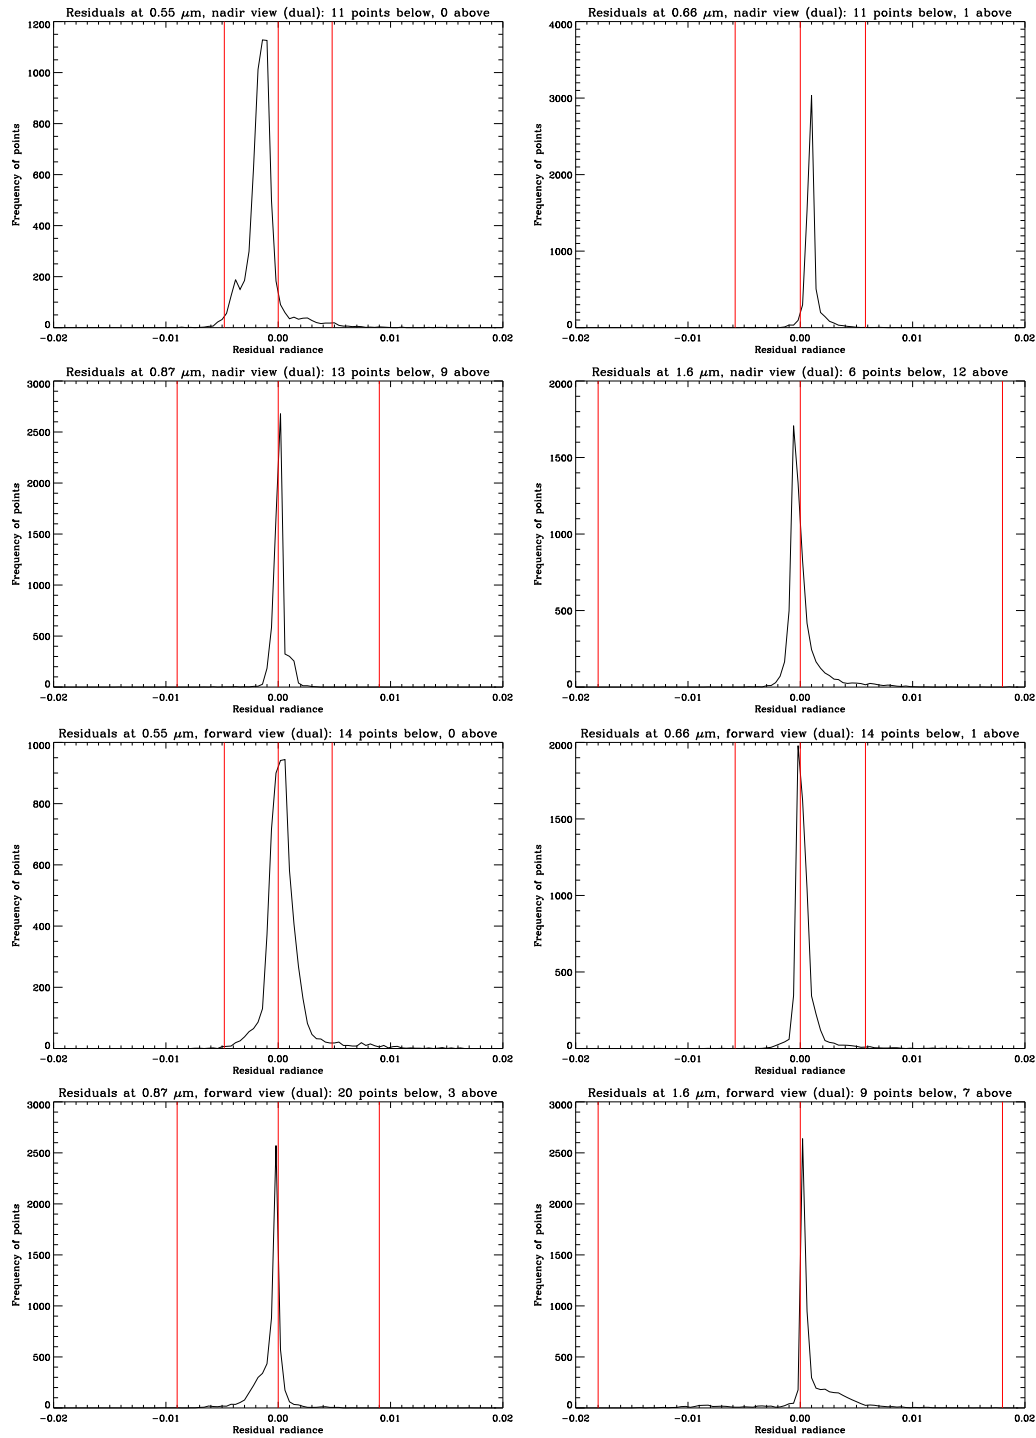 Residuals at 0.55 μm, nadir view (dual): 11 points below, 0 above
1200
1000
800
600
400
200
0
Frequency of points
-0.02 -0.01 0.00 0.01 0.02
Residual radiance
Residuals at 0.66 μm, nadir view (dual): 11 points below, 1 above
4000
3000
2000
1000
0
Frequency of points
-0.02 -0.01 0.00 0.01 0.02
Residual radiance
Residuals at 0.87 μm, nadir view (dual): 13 points below, 9 above
3000
2500
2000
1500
1000
500
0
Frequency of points
-0.02 -0.01 0.00 0.01 0.02
Residual radiance
Residuals at 1.6 μm, nadir view (dual): 6 points below, 12 above
2000
1500
1000
500
0
Frequency of points
-0.02 -0.01 0.00 0.01 0.02
Residual radiance
Residuals at 0.55 μm, forward view (dual): 14 points below, 0 above
1000
800
600
400
200
0
Frequency of points
-0.02 -0.01 0.00 0.01 0.02
Residual radiance
Residuals at 0.66 μm, forward view (dual): 14 points below, 1 above
2000
1500
1000
500
0
Frequency of points
-0.02 -0.01 0.00 0.01 0.02
Residual radiance
Residuals at 0.87 μm, forward view (dual): 20 points below, 3 above
3000
2500
2000
1500
1000
500
0
Frequency of points
-0.02 -0.01 0.00 0.01 0.02
Residual radiance
Residuals at 1.6 μm, forward view (dual): 9 points below, 7 above
3000
2500
2000
1500
1000
500
0
Frequency of points
-0.02 -0.01 0.00 0.01 0.02
Residual radiance